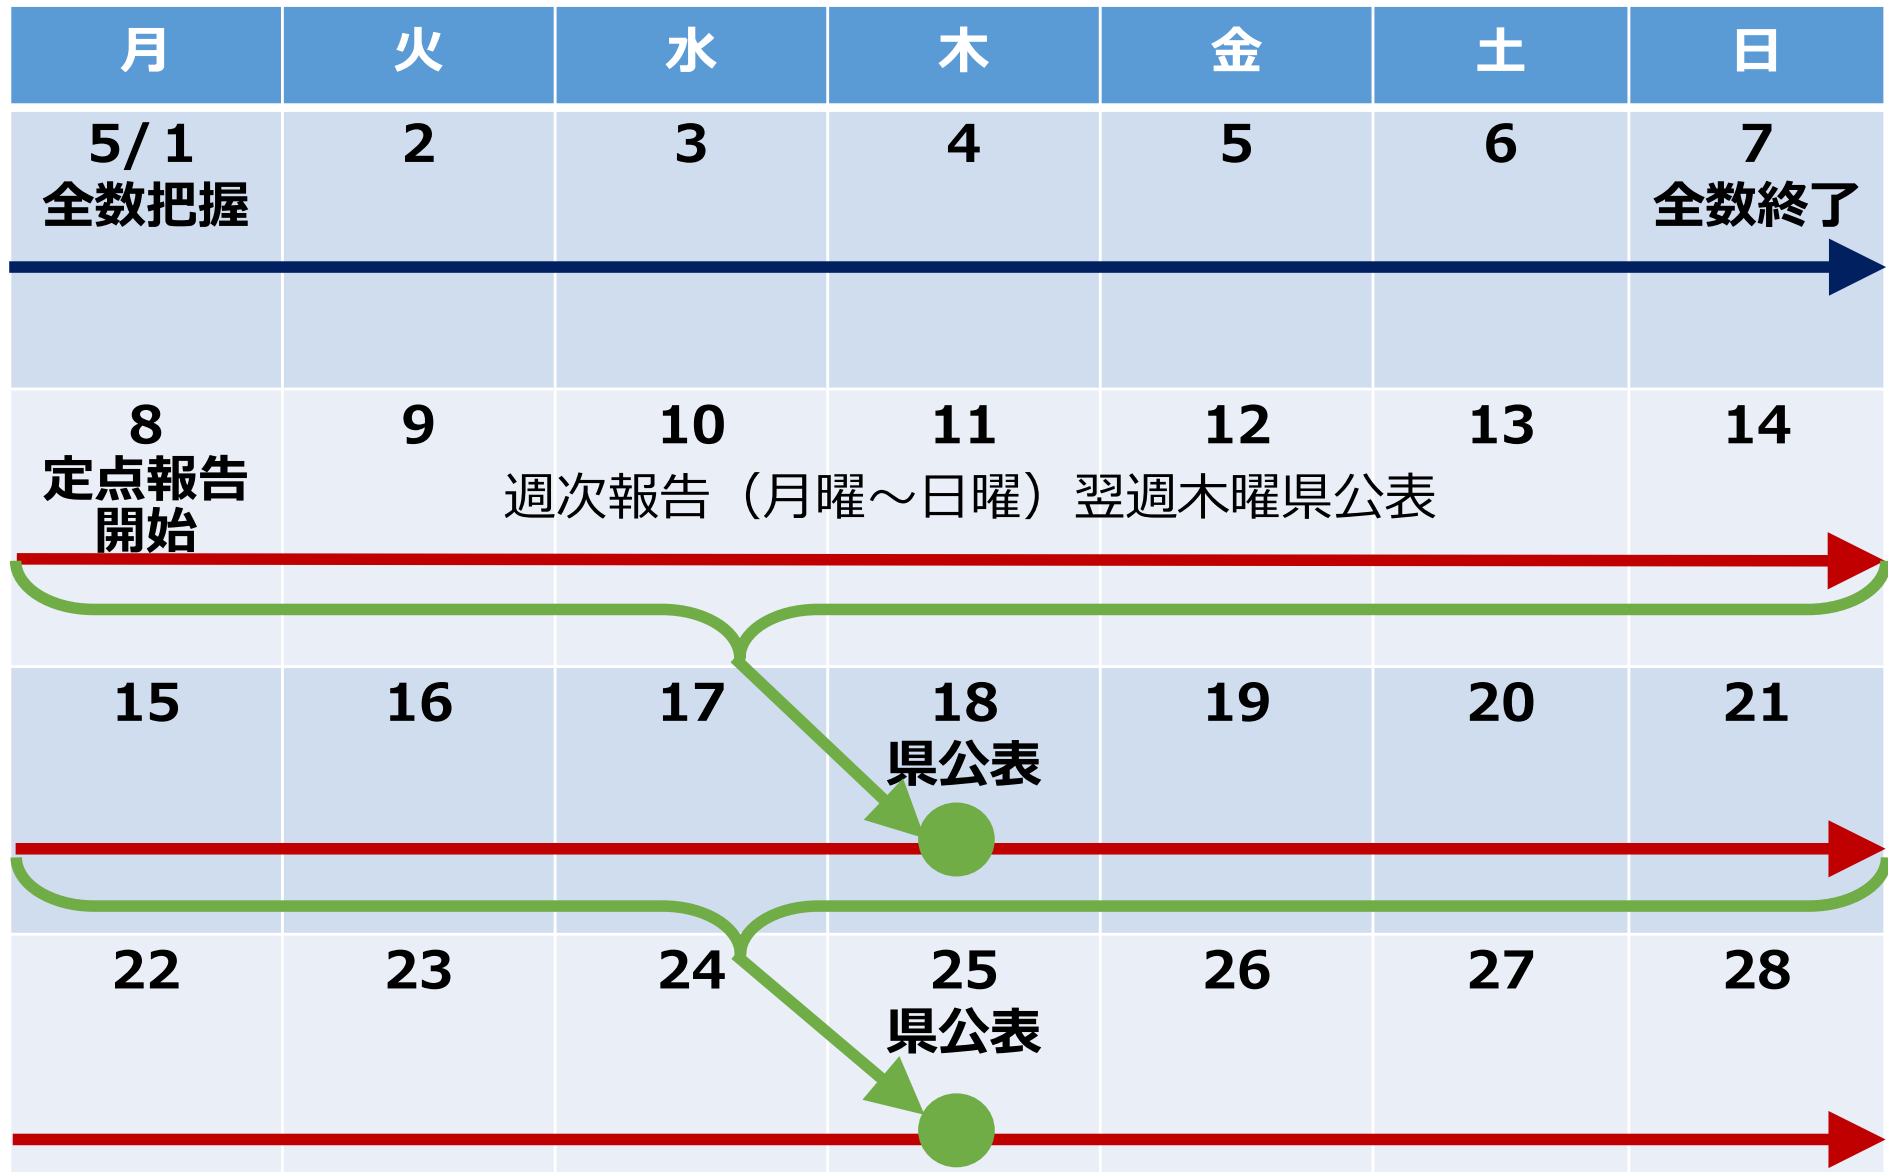 月 火 水 木 金 土 日
5/１ 2 3 4 5 6 7
全数把握 全数終了
8 9 10 11 12 13 14
定点報告
開始
週次報告（月曜～日曜）翌週木曜県公表
15 16 17 18 19 20 21
県公表
22 23 24 25 26 27 28
県公表